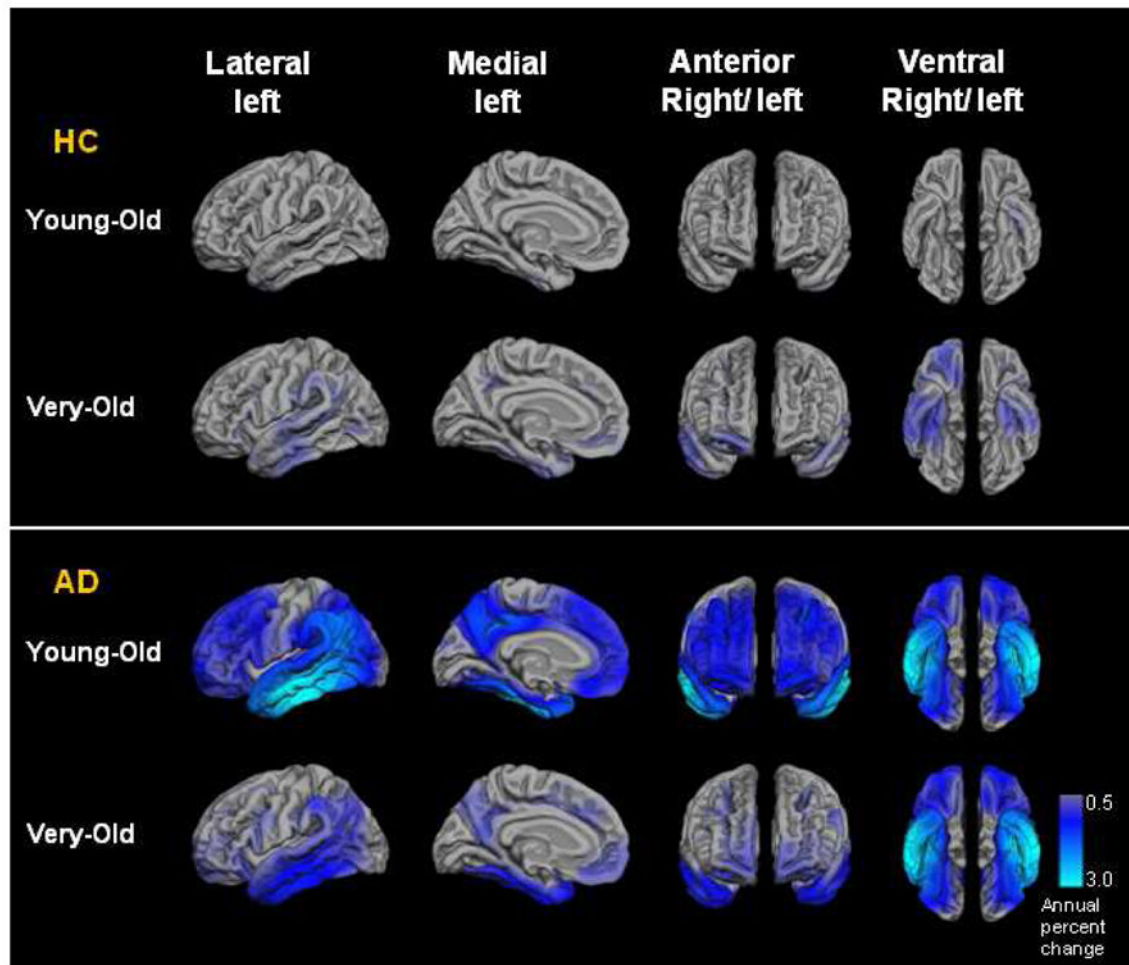 Lateral
left
Medial
left
Anterior
Right/ left
Ventral
Right/ left
HC
Young-Old
Very-Old
AD
Young-Old
Very-Old
0.5
3.0
Annual
percent
change